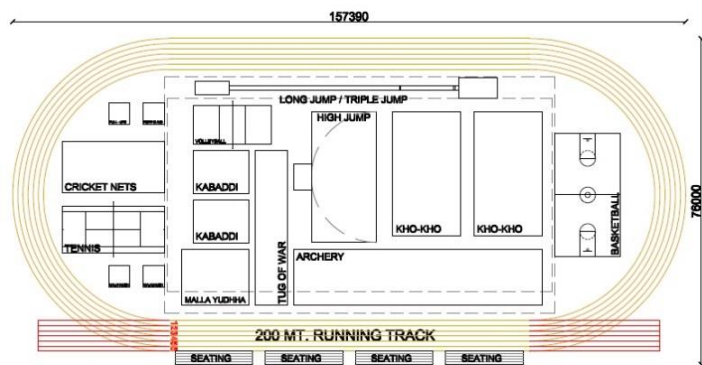 157390
LONG JUMP / TRIPLE JUMP
HIGH JUMP
VOLLEYBALL
CRICKET NETS
KABADDI
KHO-KHO
KHO-KHO
KABADDI
TENNIS
TUG OF WAR
ARCHERY
MALLA YUDHHA
BASKETBALL
76000
200 MT. RUNNING TRACK
SEATING
SEATING
SEATING
SEATING